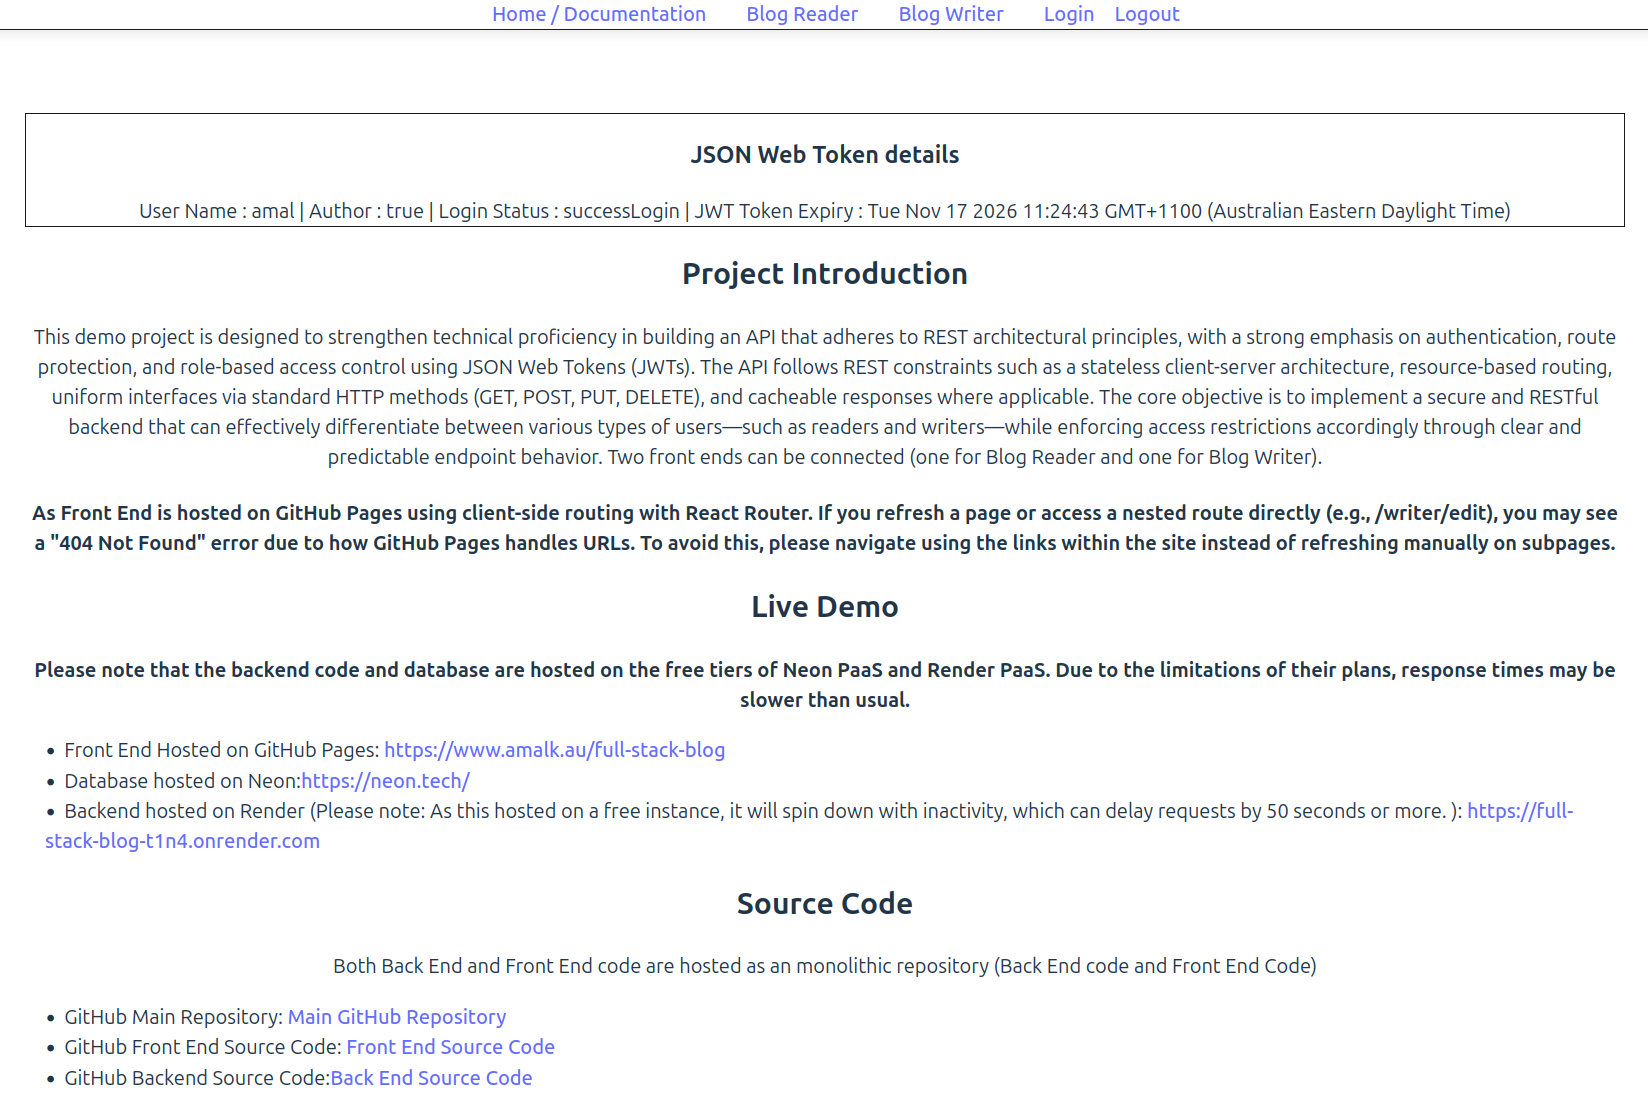 Home / Documentation Blog Reader Blog Writer Login Logout
JSON Web Token details
User Name : amal | Author : true | Login Status : successLogin | JWT Token Expiry : Tue Nov 17 2026 11:24:43 GMT+1100 (Australian Eastern Daylight Time)
Project Introduction
This demo project is designed to strengthen technical proficiency in building an API that adheres to REST architectural principles, with a strong emphasis on authentication, route
protection, and role-based access control using JSON Web Tokens (JWTs). The API follows REST constraints such as a stateless client-server architecture, resource-based routing,
uniform interfaces via standard HTTP methods (GET, POST, PUT, DELETE), and cacheable responses where applicable. The core objective is to implement a secure and RESTful
backend that can effectively differentiate between various types of users—such as readers and writers—while enforcing access restrictions accordingly through clear and
predictable endpoint behavior. Two front ends can be connected (one for Blog Reader and one for Blog Writer).
As Front End is hosted on GitHub Pages using client-side routing with React Router. If you refresh a page or access a nested route directly (e.g., /writer/edit), you may see
a "404 Not Found" error due to how GitHub Pages handles URLs. To avoid this, please navigate using the links within the site instead of refreshing manually on subpages.
Live Demo
Please note that the backend code and database are hosted on the free tiers of Neon PaaS and Render PaaS. Due to the limitations of their plans, response times may be
slower than usual.
• Front End Hosted on GitHub Pages: https://www.amalk.au/full-stack-blog
• Database hosted on Neon:https://neon.tech/
• Backend hosted on Render (Please note: As this hosted on a free instance, it will spin down with inactivity, which can delay requests by 50 seconds or more. ): https://full-
stack-blog-t1n4.onrender.com
Source Code
Both Back End and Front End code are hosted as an monolithic repository (Back End code and Front End Code)
• GitHub Main Repository: Main GitHub Repository
• GitHub Front End Source Code: Front End Source Code
• GitHub Backend Source Code:Back End Source Code